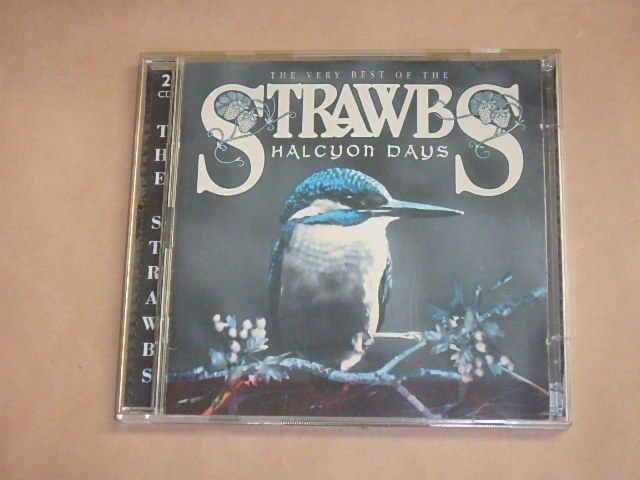 THE VERY BEST OF THE
STRAWBS
HALCYON DAYS
2
CD
THE STRAWBS